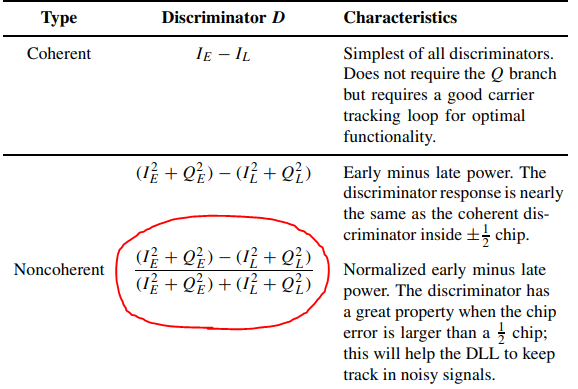 Type Discriminator D Characteristics
Coherent I_E − I_L Simplest of all discriminators.
Does not require the Q branch
but requires a good carrier
tracking loop for optimal
functionality.
(I_E^2 + Q_E^2) − (I_L^2 + Q_L^2) Early minus late power. The
discriminator response is nearly
the same as the coherent dis-
criminator inside ±1/2 chip.
Noncoherent ((I_E^2 + Q_E^2) − (I_L^2 + Q_L^2)) / ((I_E^2 + Q_E^2) + (I_L^2 + Q_L^2)) Normalized early minus late
power. The discriminator has
a great property when the chip
error is larger than a 1/2 chip;
this will help the DLL to keep
track in noisy signals.